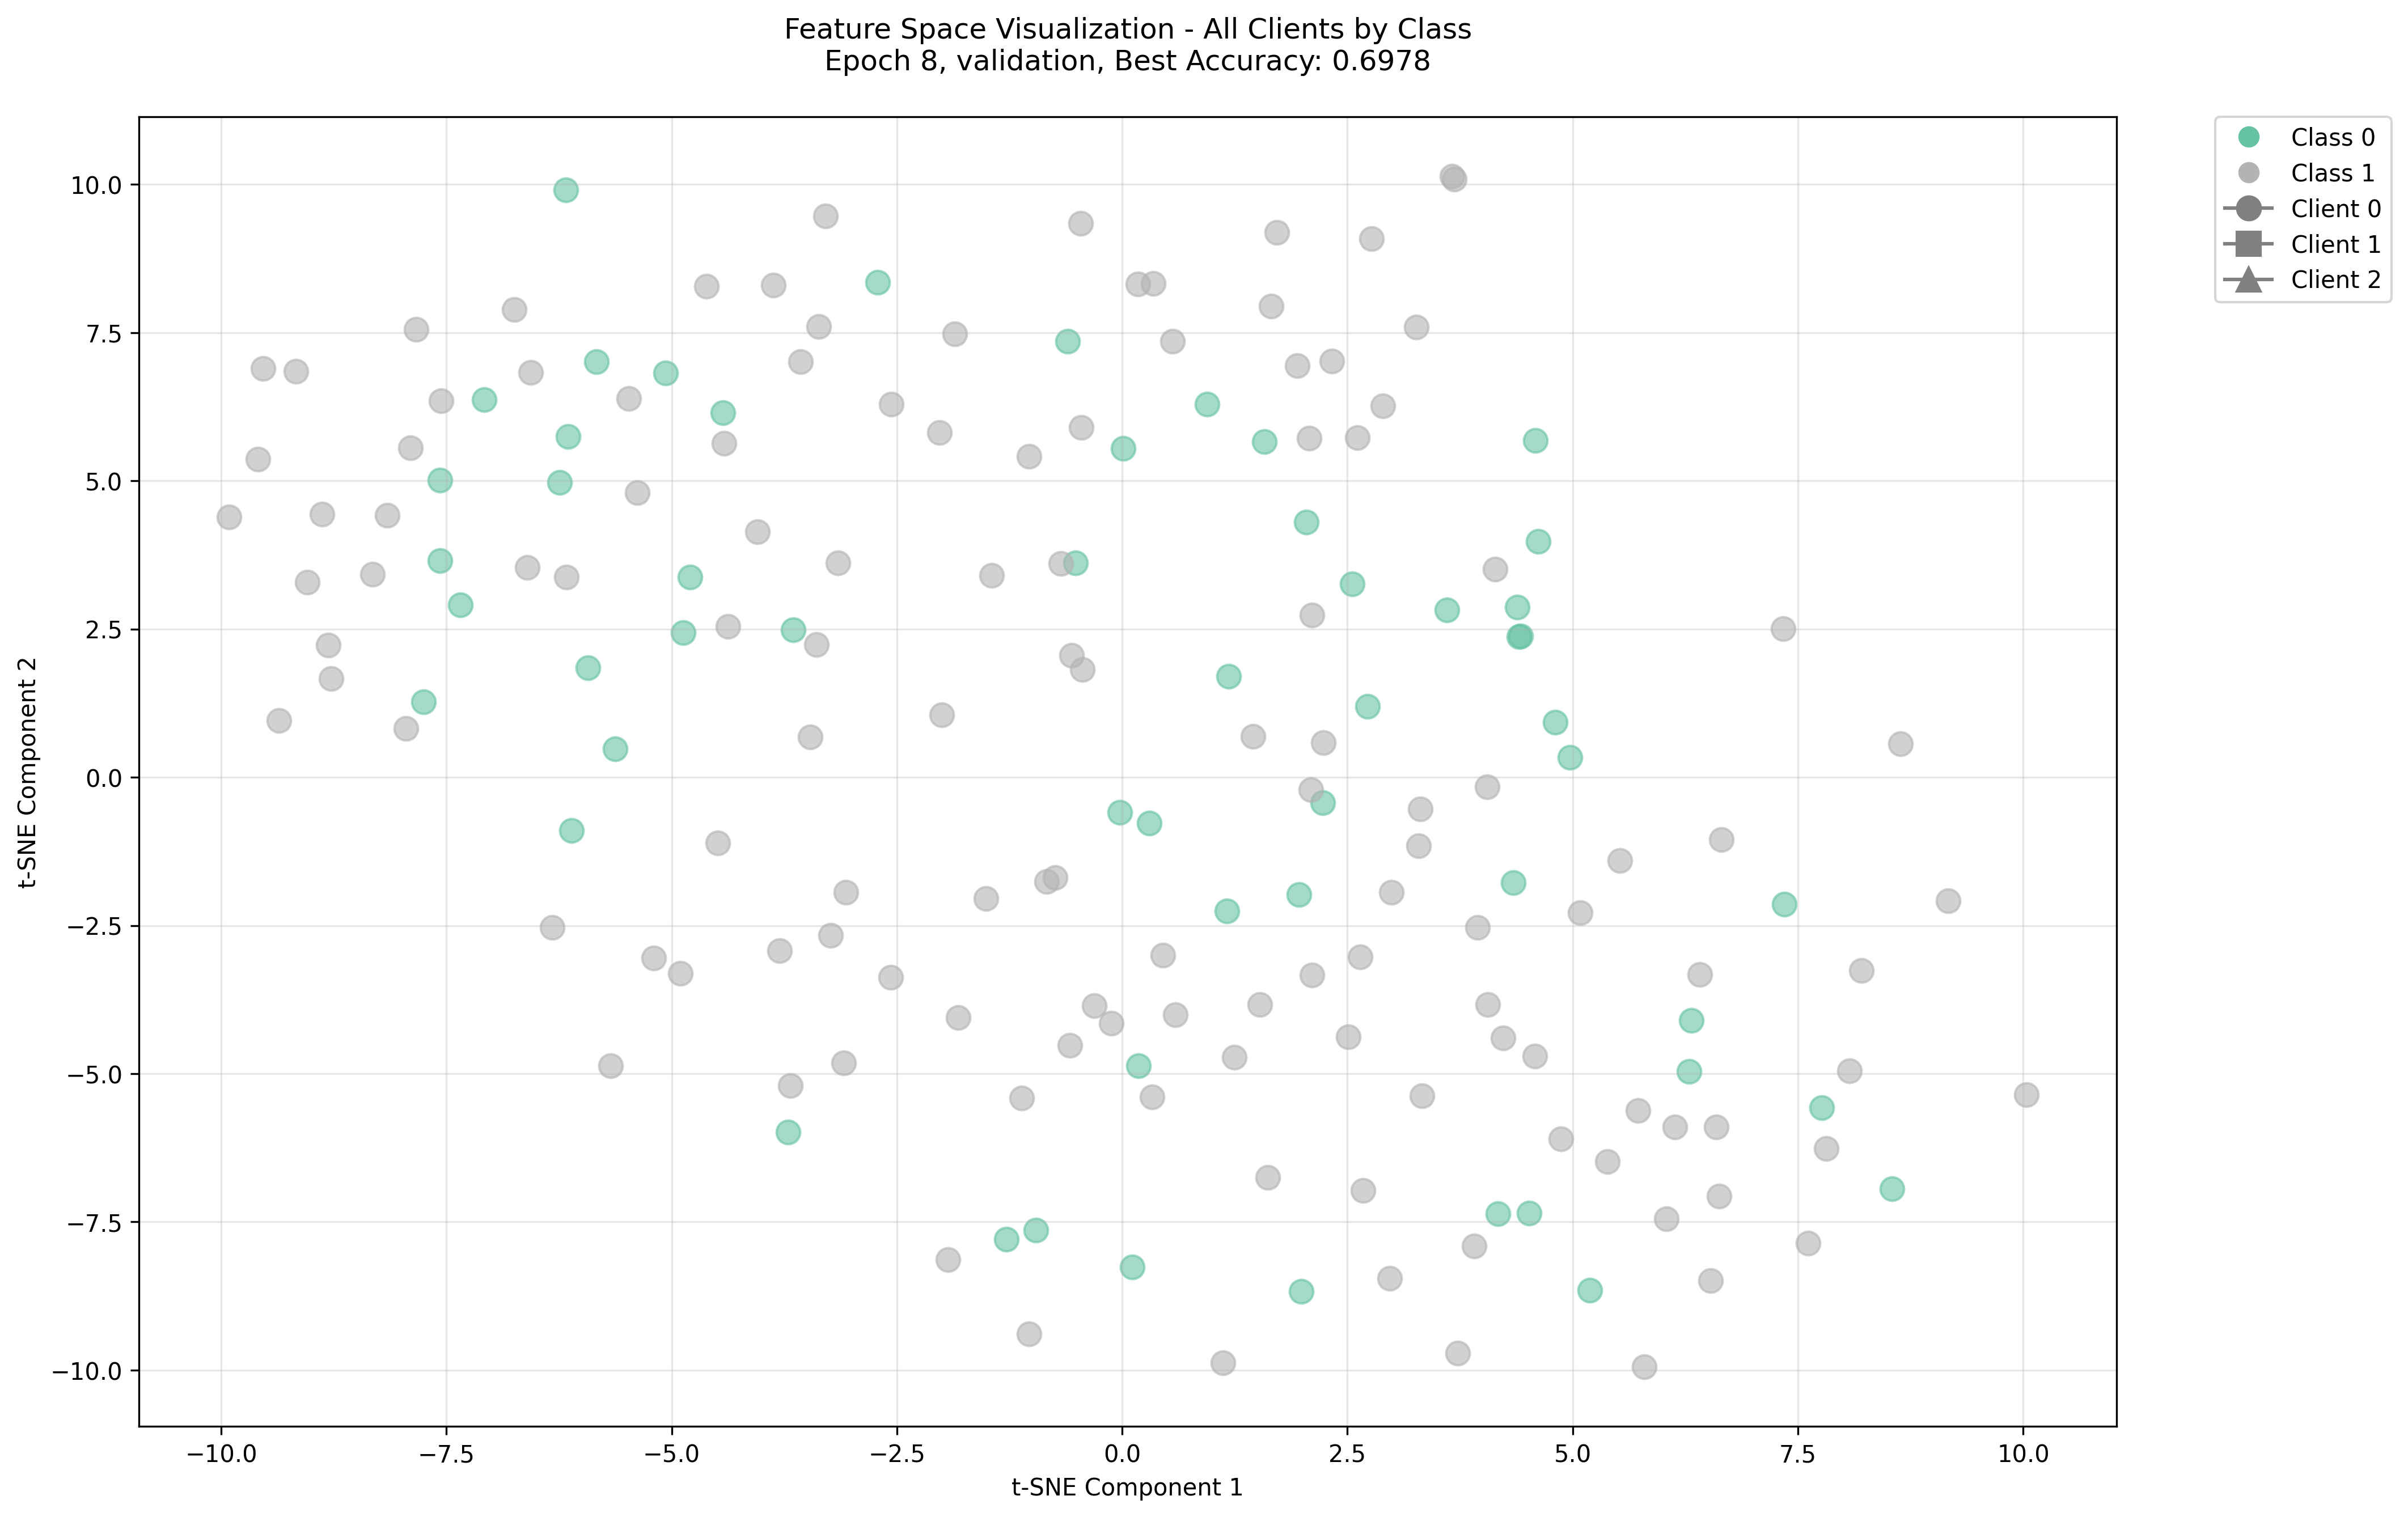 Feature Space Visualization - All Clients by Class
Epoch 8, validation, Best Accuracy: 0.6978
Class 0
Class 1
Client 0
Client 1
Client 2
t-SNE Component 2
10.0
7.5
5.0
2.5
0.0
−2.5
−5.0
−7.5
−10.0
−10.0 −7.5 −5.0 −2.5 0.0 2.5 5.0 7.5 10.0
t-SNE Component 1